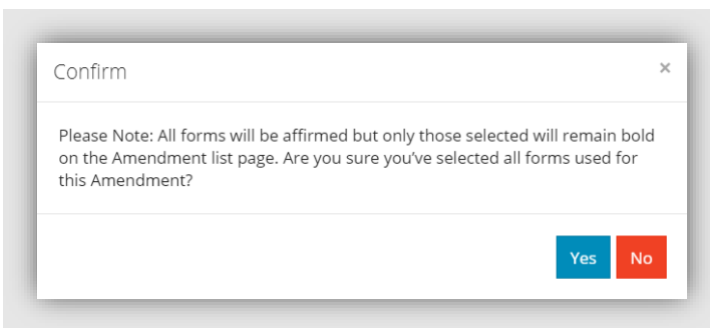 Confirm
×
Please Note: All forms will be affirmed but only those selected will remain bold
on the Amendment list page. Are you sure you’ve selected all forms used for
this Amendment?
Yes No